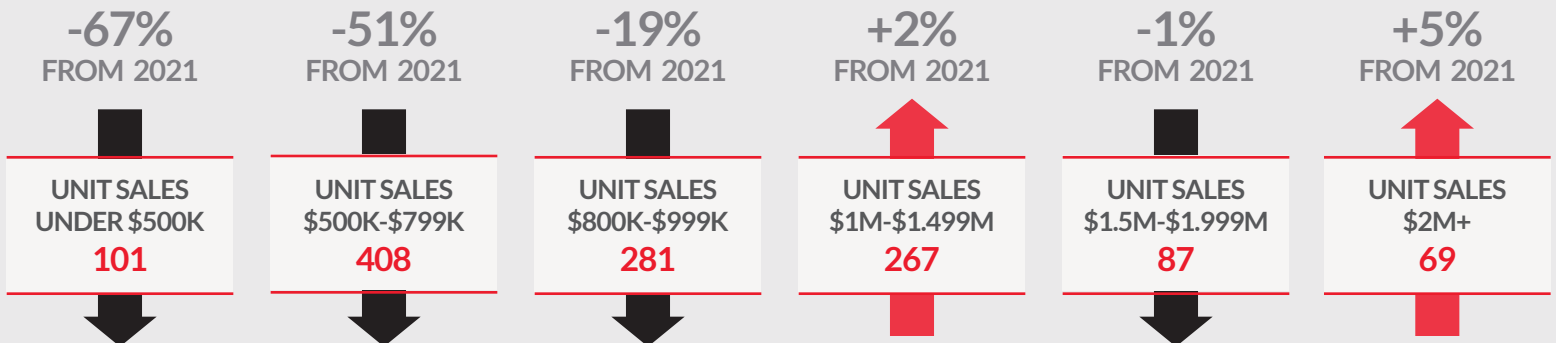 -67%
FROM 2021
UNIT SALES
UNDER $500K
101
-51%
FROM 2021
UNIT SALES
$500K-$799K
408
-19%
FROM 2021
UNIT SALES
$800K-$999K
281
+2%
FROM 2021
UNIT SALES
$1M-$1.499M
267
-1%
FROM 2021
UNIT SALES
$1.5M-$1.999M
87
+5%
FROM 2021
UNIT SALES
$2M+
69